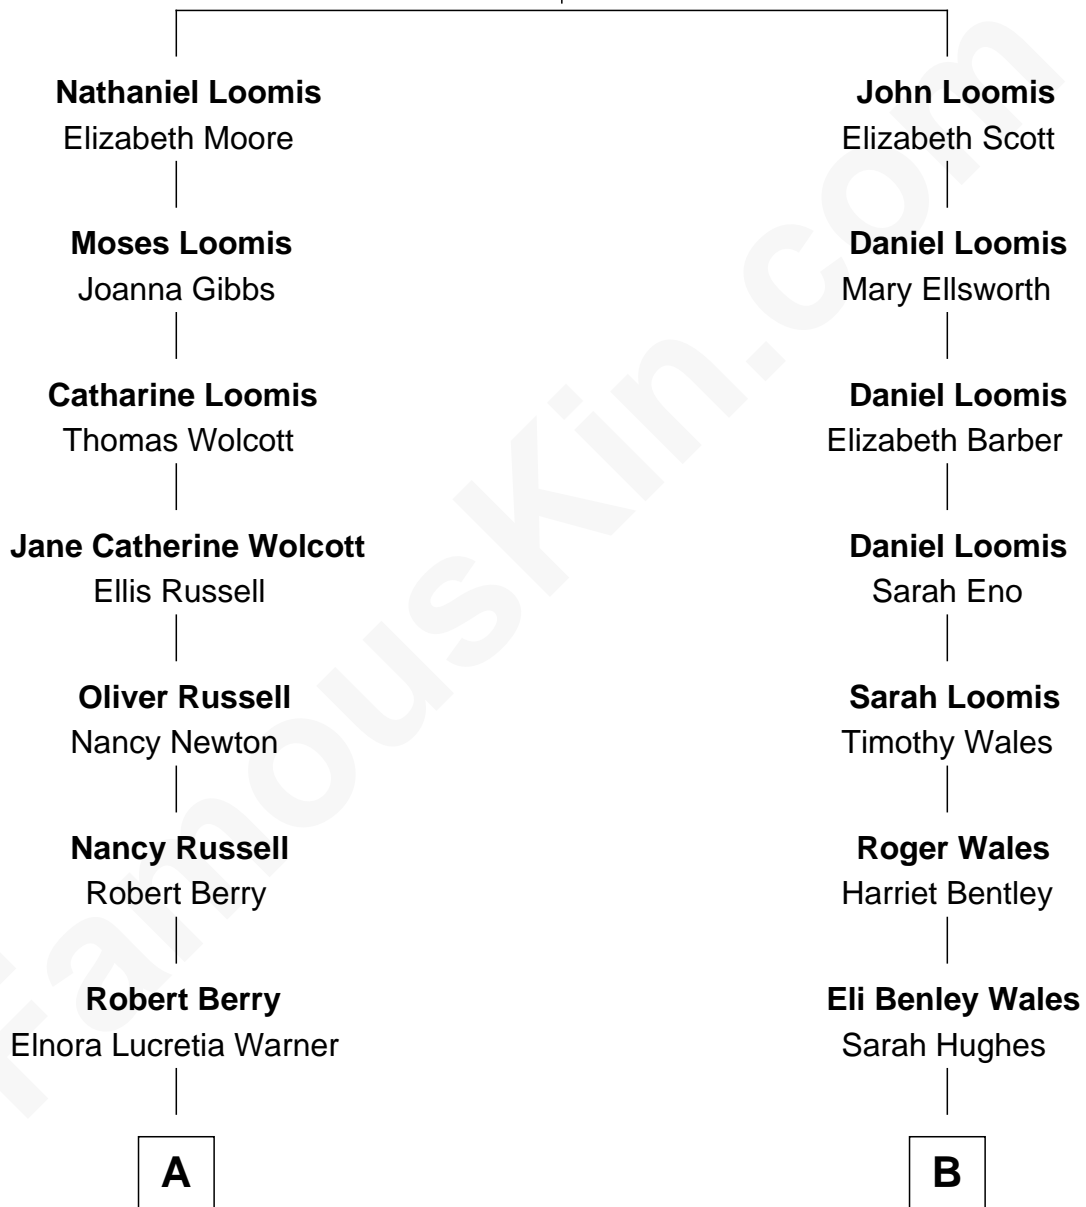 Nathaniel Loomis
Elizabeth Moore
John Loomis
Elizabeth Scott
Moses Loomis
Joanna Gibbs
Daniel Loomis
Mary Ellsworth
Catharine Loomis
Thomas Wolcott
Daniel Loomis
Elizabeth Barber
Jane Catherine Wolcott
Ellis Russell
Daniel Loomis
Sarah Eno
Oliver Russell
Nancy Newton
Sarah Loomis
Timothy Wales
Nancy Russell
Robert Berry
Roger Wales
Harriet Bentley
Robert Berry
Elnora Lucretia Warner
Eli Benley Wales
Sarah Hughes
A
B
FamousKin.com